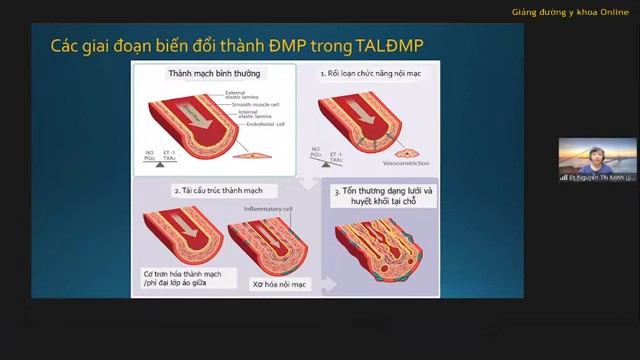 Giảng đường y khoa Online
Các giai đoạn biến đổi thành ĐMP trong TALĐMP
Thành mạch bình thường
External
elastic lamina
Smooth muscle cell
Internal
elastic lamina
Endothelial cell
NO
PGI₂
ET -1
TXA₂
1. Rối loạn chức năng nội mạc
NO
PGI₂
ET -1
TXA₂
Vasoconstriction
2. Tái cấu trúc thành mạch
Inflammatory cell
Cơ trơn hóa thành mạch
/phì đại lớp áo giữa
Xơ hóa nội mạc
3. Tổn thương dạng lưới và
huyết khối tại chỗ
Bs_Nguyễn Thị Minh Lý...